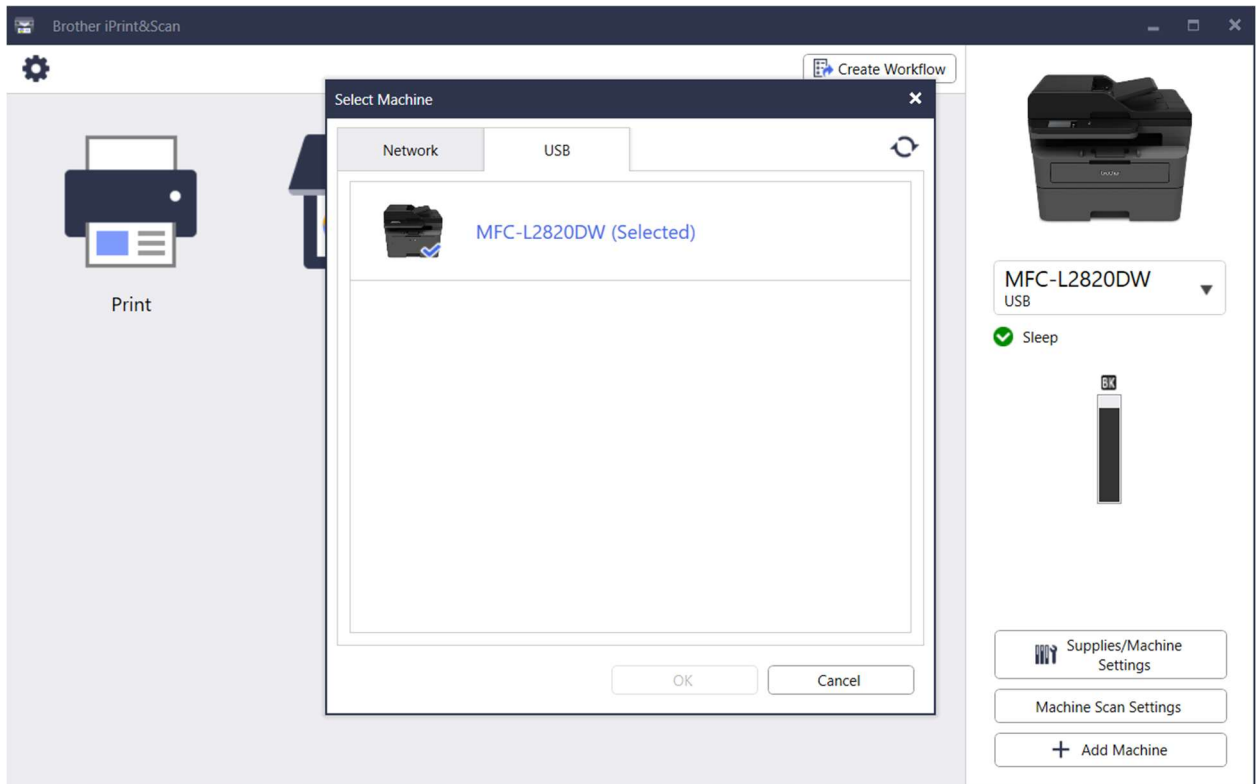 Brother iPrint&Scan
Create Workflow
Select Machine
Network
USB
MFC-L2820DW (Selected)
Print
OK
Cancel
brother
MFC-L2820DW
USB
Sleep
BK
Supplies/Machine
Settings
Machine Scan Settings
Add Machine